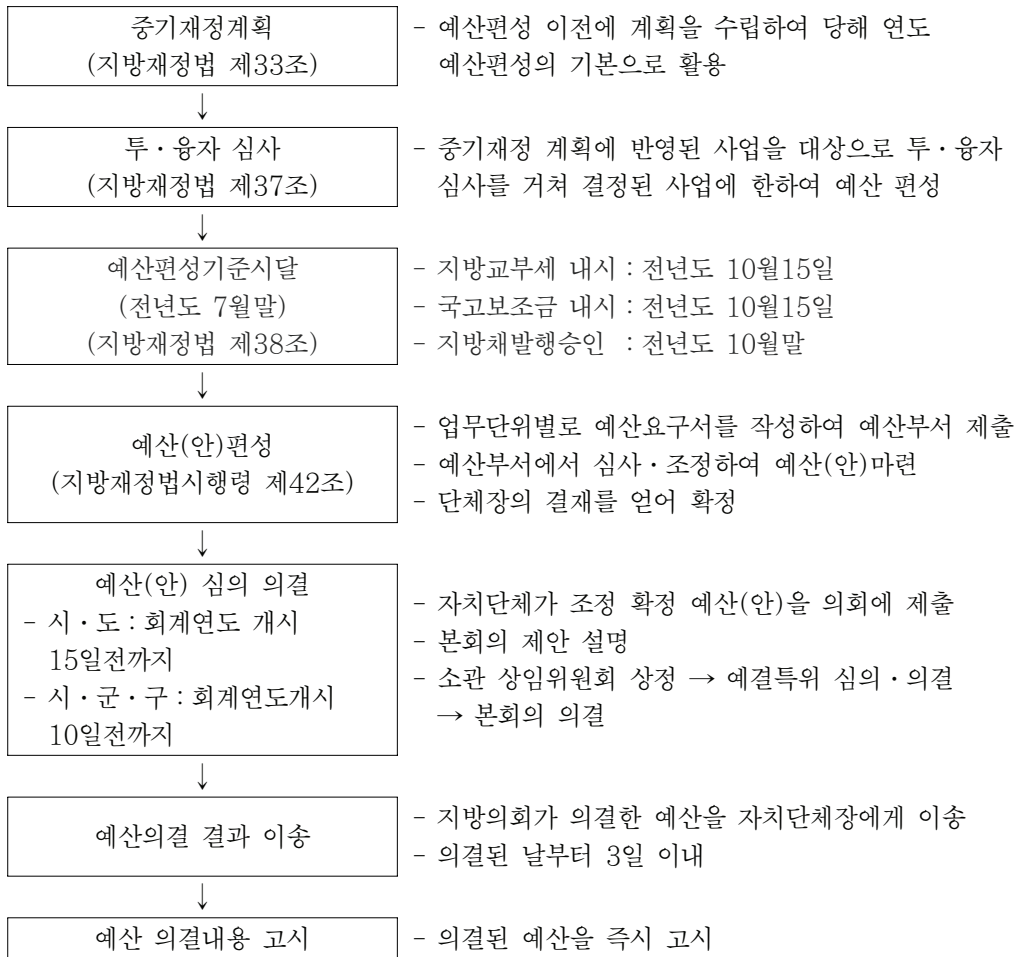 중기재정계획
(지방재정법 제33조)
- 예산편성 이전에 계획을 수립하여 당해 연도
예산편성의 기본으로 활용
↓
투・융자 심사
(지방재정법 제37조)
- 중기재정 계획에 반영된 사업을 대상으로 투・융자
심사를 거쳐 결정된 사업에 한하여 예산 편성
↓
예산편성기준시달
(전년도 7월말)
(지방재정법 제38조)
- 지방교부세 내시 : 전년도 10월15일
- 국고보조금 내시 : 전년도 10월15일
- 지방채발행승인 : 전년도 10월말
↓
예산(안)편성
(지방재정법시행령 제42조)
- 업무단위별로 예산요구서를 작성하여 예산부서 제출
- 예산부서에서 심사・조정하여 예산(안)마련
- 단체장의 결재를 얻어 확정
↓
예산(안) 심의 의결
- 시・도 : 회계연도 개시
15일전까지
- 시・군・구 : 회계연도개시
10일전까지
- 자치단체가 조정 확정 예산(안)을 의회에 제출
- 본회의 제안 설명
- 소관 상임위원회 상정 → 예결특위 심의・의결
→ 본회의 의결
↓
예산의결 결과 이송
- 지방의회가 의결한 예산을 자치단체장에게 이송
- 의결된 날부터 3일 이내
↓
예산 의결내용 고시
- 의결된 예산을 즉시 고시